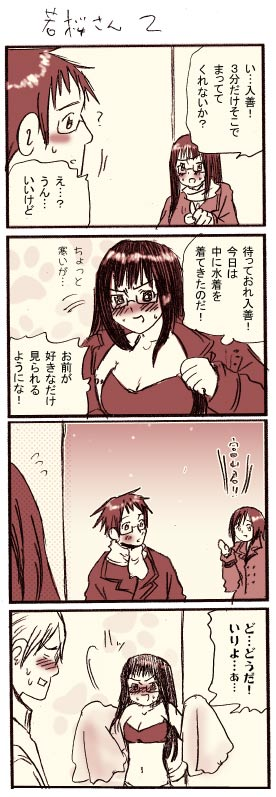 若桜さん 2
い…入善!
3分だけそこで
まってて
くれないか?
?
え…?
うん…
いいけど
待っておれ入善!
今日は
中に水着を
着てきたのだ!
ちょっと
寒いが…
お前が
好きなだけ
見られる
ようにな!
ど…どうだ!
いりよ…ぁ…